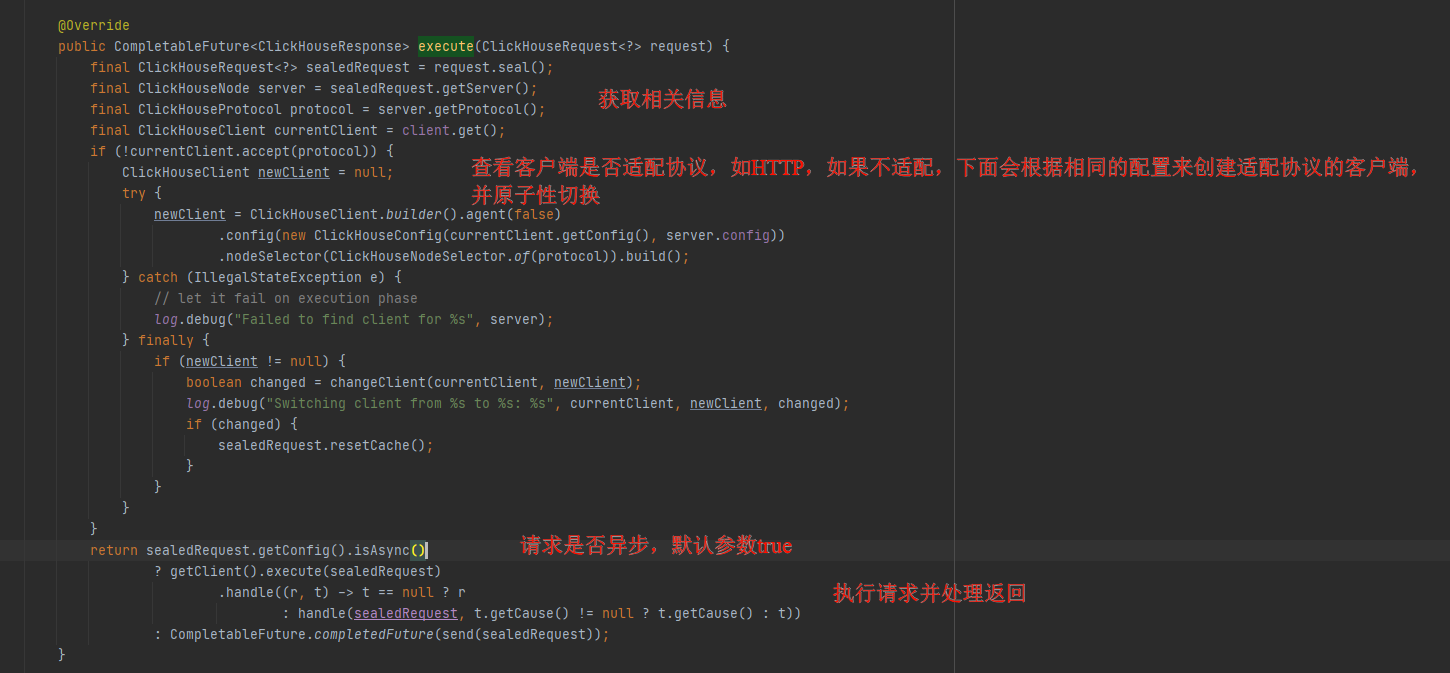 @Override
public CompletableFuture<ClickHouseResponse> execute(ClickHouseRequest<?> request) {
final ClickHouseRequest<?> sealedRequest = request.seal();
final ClickHouseNode server = sealedRequest.getServer();
获取相关信息
final ClickHouseProtocol protocol = server.getProtocol();
final ClickHouseClient currentClient = client.get();
if (!currentClient.accept(protocol)) {
查看客户端是否适配协议，如HTTP，如果不适配，下面会根据相同的配置来创建适配协议的客户端，
ClickHouseClient newClient = null;
try {
并原子性切换
newClient = ClickHouseClient.builder().agent(false)
.config(new ClickHouseConfig(currentClient.getConfig(), server.config))
.nodeSelector(ClickHouseNodeSelector.of(protocol)).build();
} catch (IllegalStateException e) {
// let it fail on execution phase
log.debug("Failed to find client for %s", server);
} finally {
if (newClient != null) {
boolean changed = changeClient(currentClient, newClient);
log.debug("Switching client from %s to %s: %s", currentClient, newClient, changed);
if (changed) {
sealedRequest.resetCache();
}
}
}
}
return sealedRequest.getConfig().isAsync()
请求是否异步，默认参数true
? getClient().execute(sealedRequest)
.handle((r, t) -> t == null ? r
执行请求并处理返回
: handle(sealedRequest, t.getCause() != null ? t.getCause() : t))
: CompletableFuture.completedFuture(send(sealedRequest));
}